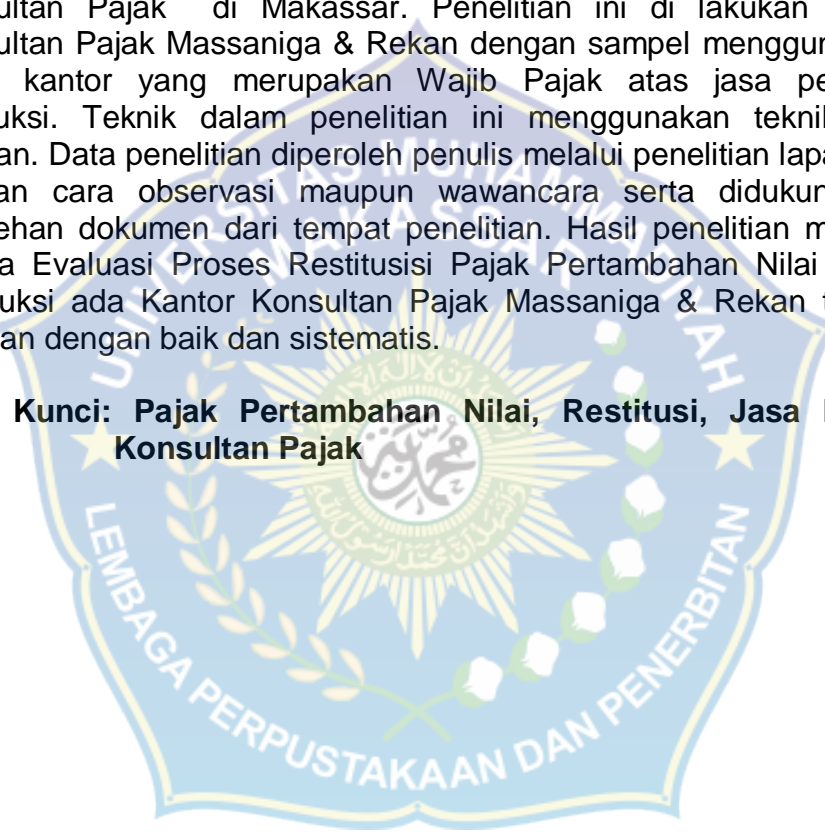 ultan Pajak di Makassar. Penelitian ini di lakukan
ultan Pajak Massaniga & Rekan dengan sampel menggun
kantor yang merupakan Wajib Pajak atas jasa pe
uksi. Teknik dalam penelitian ini menggunakan teknil
an. Data penelitian diperoleh penulis melalui penelitian lapa
an cara observasi maupun wawancara serta didukun
ehan dokumen dari tempat penelitian. Hasil penelitian m
a Evaluasi Proses Restitusisi Pajak Pertambahan Nilai
uksi ada Kantor Konsultan Pajak Massaniga & Rekan t
an dengan baik dan sistematis.
Kunci: Pajak Pertambahan Nilai, Restitusi, Jasa
Konsultan Pajak
UNIVERSITAS MUHAMMADIYAH
MAKASSAR
LEMBAGA PERPUSTAKAAN DAN PENERBITAN